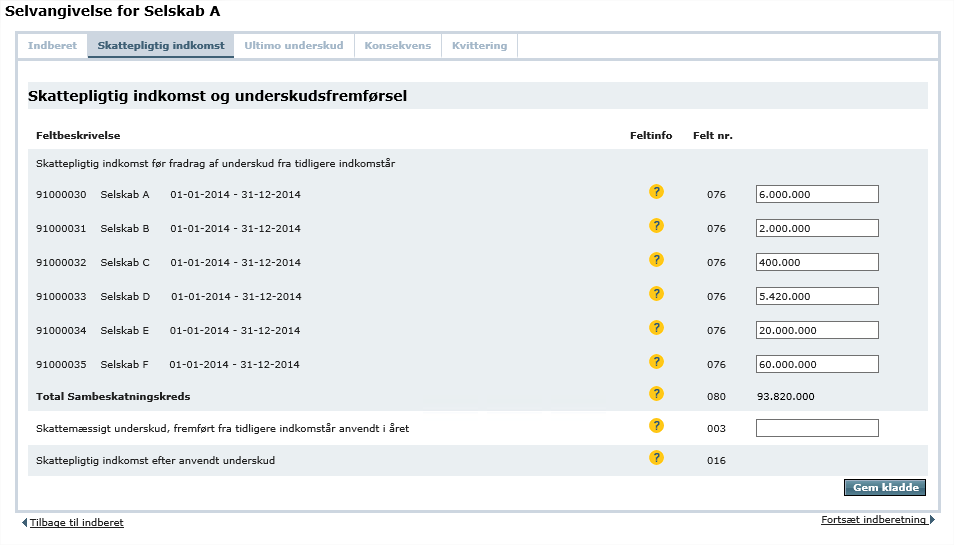 Selvangivelse for Selskab A
Indberet Skattepligtig indkomst Ultimo underskud Konsekvens Kvittering
Skattepligtig indkomst og underskudsfremførsel
Feltbeskrivelse Feltinfo Felt nr.
Skattepligtig indkomst før fradrag af underskud fra tidligere indkomstår
91000030 Selskab A 01-01-2014 - 31-12-2014 ? 076 6.000.000
91000031 Selskab B 01-01-2014 - 31-12-2014 ? 076 2.000.000
91000032 Selskab C 01-01-2014 - 31-12-2014 ? 076 400.000
91000033 Selskab D 01-01-2014 - 31-12-2014 ? 076 5.420.000
91000034 Selskab E 01-01-2014 - 31-12-2014 ? 076 20.000.000
91000035 Selskab F 01-01-2014 - 31-12-2014 ? 076 60.000.000
Total Sambeskatningskreds ? 080 93.820.000
Skattemæssigt underskud, fremført fra tidligere indkomstår anvendt i året ? 003
Skattepligtig indkomst efter anvendt underskud ? 016
Gem kladde
Tilbage til indberet Fortsæt indberetning